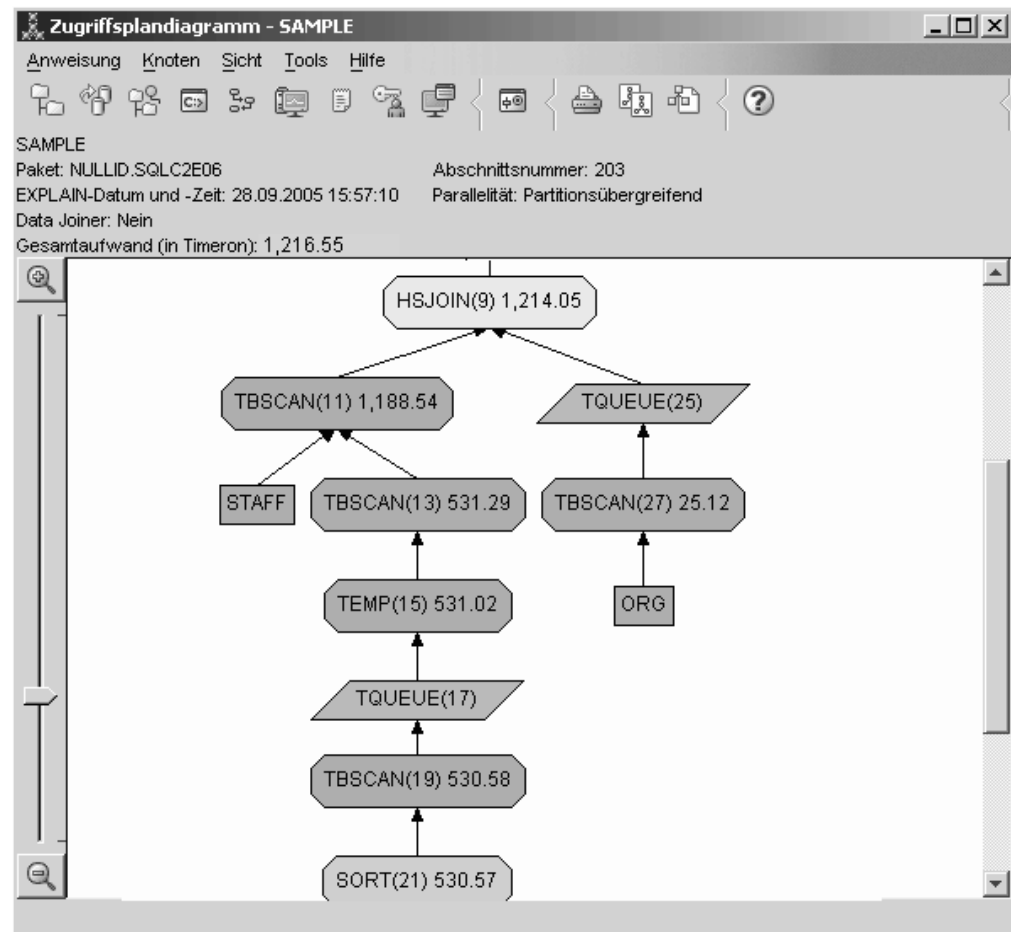 Zugriffsplandiagramm - SAMPLE
Anweisung Knoten Sicht Tools Hilfe
C:>
?
SAMPLE
Paket: NULLID.SQLC2E06 Abschnittsnummer: 203
EXPLAIN-Datum und -Zeit: 28.09.2005 15:57:10 Parallelität: Partitionsübergreifend
Data Joiner: Nein
Gesamtaufwand (in Timeron): 1,216.55
HSJOIN(9) 1,214.05
TBSCAN(11) 1,188.54 TQUEUE(25)
STAFF TBSCAN(13) 531.29 TBSCAN(27) 25.12
TEMP(15) 531.02 ORG
TQUEUE(17)
TBSCAN(19) 530.58
SORT(21) 530.57